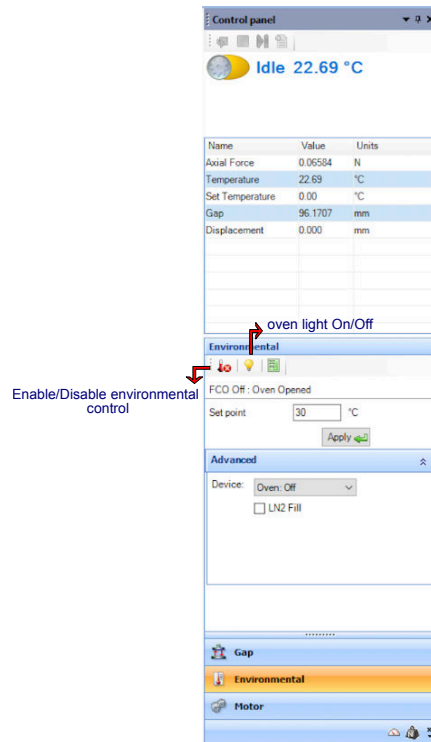 Control panel
Idle 22.69 °C
Name Value Units
Axial Force 0.06584 N
Temperature 22.69 °C
Set Temperature 0.00 °C
Gap 96.1707 mm
Displacement 0.000 mm
oven light On/Off
Environmental
Enable/Disable environmental control
FCO Off : Oven Opened
Set point 30 °C
Apply
Advanced
Device: Oven: Off
LN2 Fill
Gap
Environmental
Motor